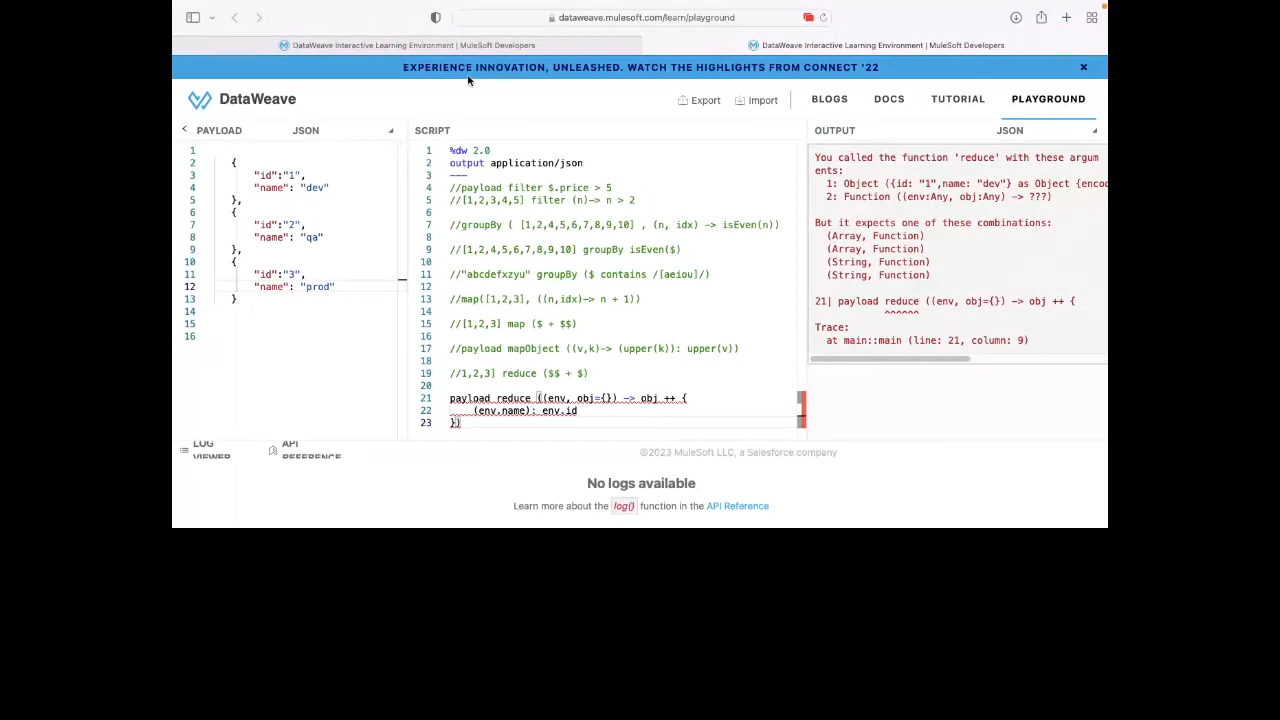 dataweave.mulesoft.com/learn/playground
DataWeave Interactive Learning Environment | MuleSoft Developers
DataWeave Interactive Learning Environment | MuleSoft Developers
EXPERIENCE INNOVATION, UNLEASHED. WATCH THE HIGHLIGHTS FROM CONNECT '22
DataWeave
Export
Import
BLOGS
DOCS
TUTORIAL
PLAYGROUND
PAYLOAD
JSON
1
2 {
3 "id":"1",
4 "name": "dev"
5 },
6 {
7 "id":"2",
8 "name": "qa"
9 },
10 {
11 "id":"3",
12 "name": "prod"
13 }
14
15
16
SCRIPT
1 %dw 2.0
2 output application/json
3 ---
4 //payload filter $.price > 5
5 //[1,2,3,4,5] filter (n)-> n > 2
6
7 //groupBy ( [1,2,4,5,6,7,8,9,10] , (n, idx) -> isEven(n))
8
9 //[1,2,4,5,6,7,8,9,10] groupBy isEven($)
10
11 //"abcdefxzyu" groupBy ($ contains /[aeiou]/)
12
13 //map([1,2,3], ((n,idx)-> n + 1))
14
15 //[1,2,3] map ($ + $$)
16
17 //payload mapObject ((v,k)-> (upper(k)): upper(v))
18
19 //1,2,3] reduce ($$ + $)
20
21 payload reduce ((env, obj={}) -> obj ++ {
22 (env.name): env.id
23 })
OUTPUT
JSON
You called the function 'reduce' with these argum
ents:
1: Object ({id: "1",name: "dev"} as Object {enco
2: Function ((env:Any, obj:Any) -> ???)
But it expects one of these combinations:
(Array, Function)
(Array, Function)
(String, Function)
(String, Function)
21| payload reduce ((env, obj={}) -> obj ++ {
^^^^^^
Trace:
at main::main (line: 21, column: 9)
LOG
VIEWER
API
REFERENCE
©2023 MuleSoft LLC, a Salesforce company
No logs available
Learn more about the log() function in the API Reference